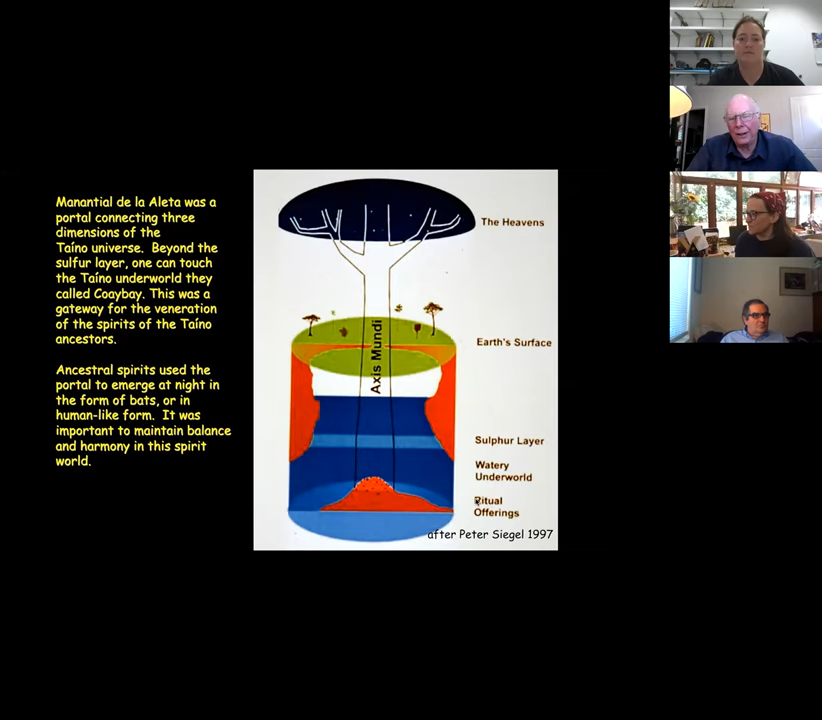 Manantial de la Aleta was a
portal connecting three
dimensions of the
Taíno universe. Beyond the
sulfur layer, one can touch
the Taíno underworld they
called Coaybay. This was a
gateway for the veneration
of the spirits of the Taíno
ancestors.
Ancestral spirits used the
portal to emerge at night in
the form of bats, or in
human-like form. It was
important to maintain balance
and harmony in this spirit
world.
The Heavens
Axis Mundi
Earth's Surface
Sulphur Layer
Watery
Underworld
Ritual
Offerings
after Peter Siegel 1997